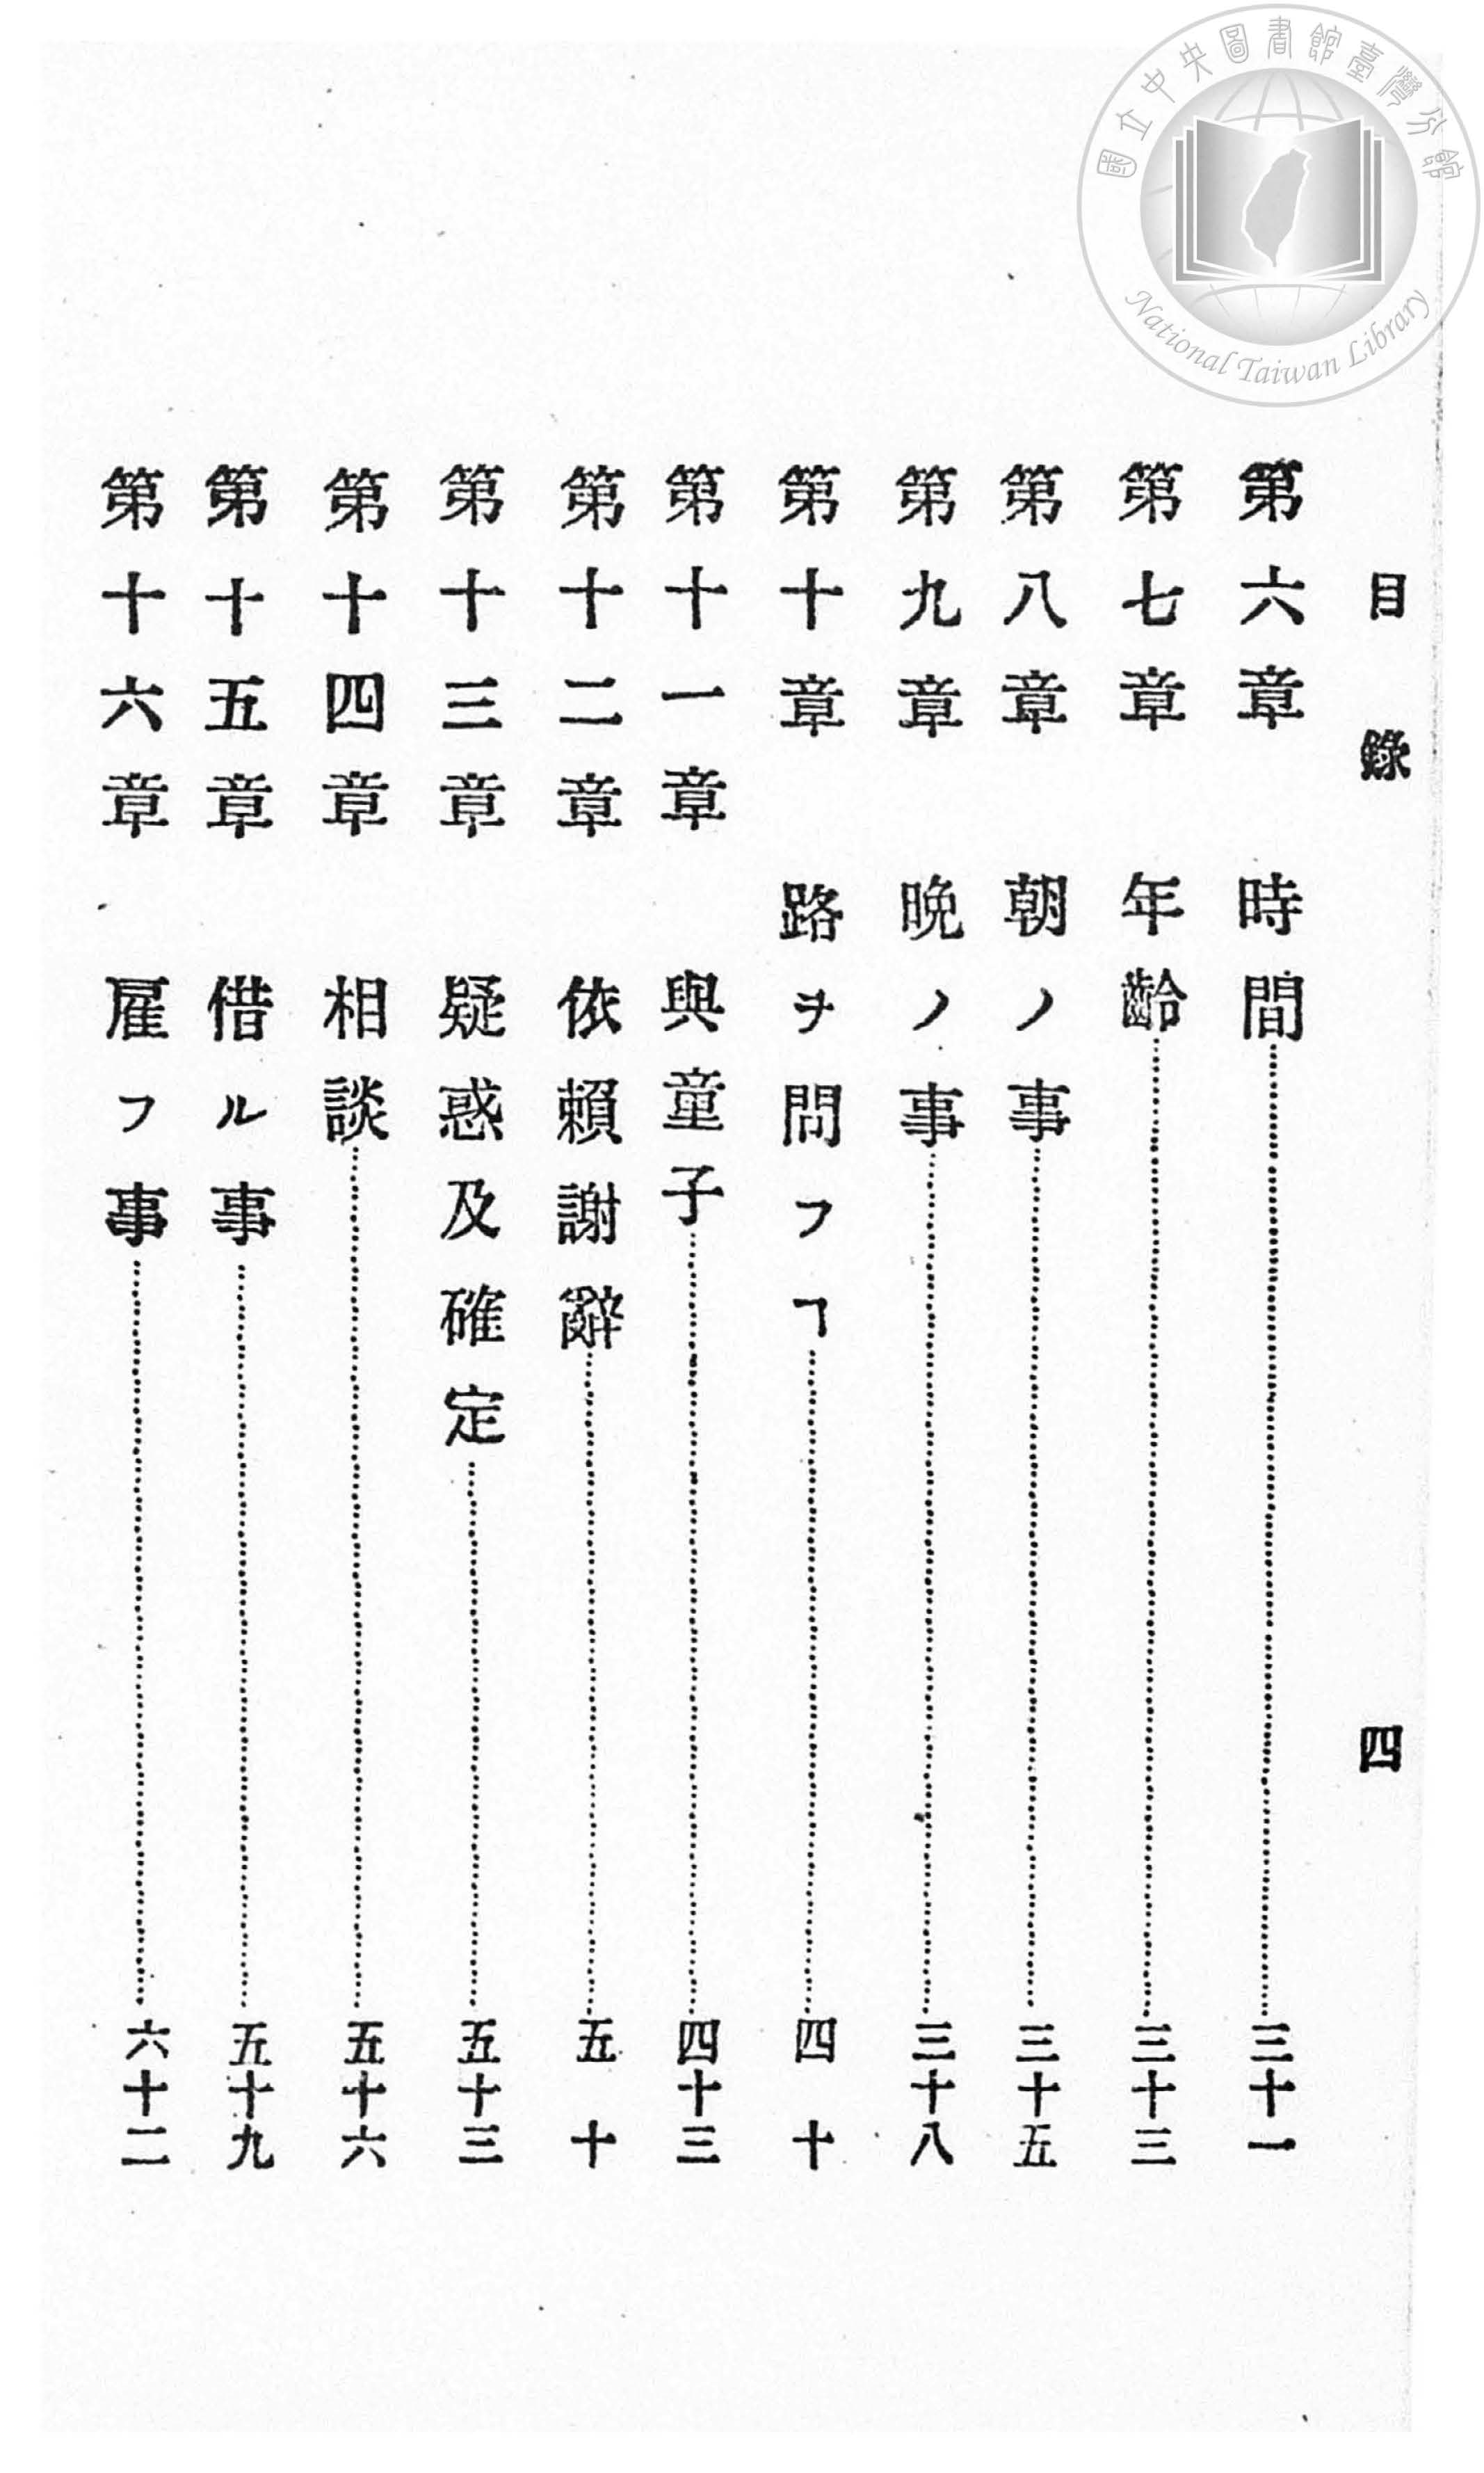 國立中央圖書館臺灣分館
National Taiwan Library
目錄 四
第六章 時間……三十一
第七章 年齡……三十三
第八章 朝ノ事……三十五
第九章 晩ノ事……三十八
第十章 路ヲ問フヿ……四十
第十一章 與童子……四十三
第十二章 依賴謝辭……五十
第十三章 疑惑及確定……五十三
第十四章 相談……五十六
第十五章 借ル事……五十九
第十六章 雇フ事……六十二